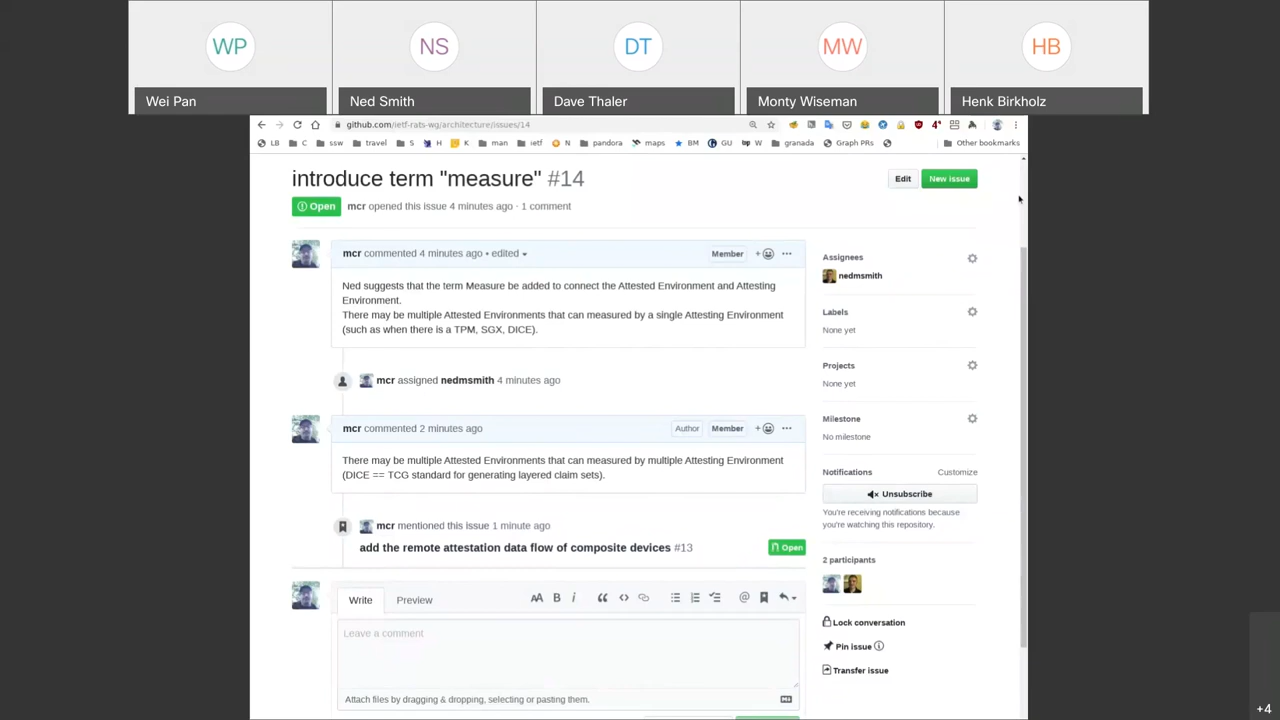 WP NS DT MW HB
Wei Pan Ned Smith Dave Thaler Monty Wiseman Henk Birkholz
github.com/ietf-rats-wg/architecture/issues/14
LB C ssw travel S H K man ietf N pandora maps BM GU W granada Graph PRs Other bookmarks
introduce term "measure" #14
Edit New issue
Open mcr opened this issue 4 minutes ago · 1 comment
mcr commented 4 minutes ago • edited Member
Ned suggests that the term Measure be added to connect the Attested Environment and Attesting
Environment.
There may be multiple Attested Environments that can measured by a single Attesting Environment
(such as when there is a TPM, SGX, DICE).
mcr assigned nedmsmith 4 minutes ago
mcr commented 2 minutes ago Author Member
There may be multiple Attested Environments that can measured by multiple Attesting Environment
(DICE == TCG standard for generating layered claim sets).
mcr mentioned this issue 1 minute ago
add the remote attestation data flow of composite devices #13 Open
Write Preview AA B i
Leave a comment
Attach files by dragging & dropping, selecting or pasting them.
Assignees
nedmsmith
Labels
None yet
Projects
None yet
Milestone
No milestone
Notifications Customize
Unsubscribe
You're receiving notifications because
you're watching this repository.
2 participants
Lock conversation
Pin issue
Transfer issue
+4